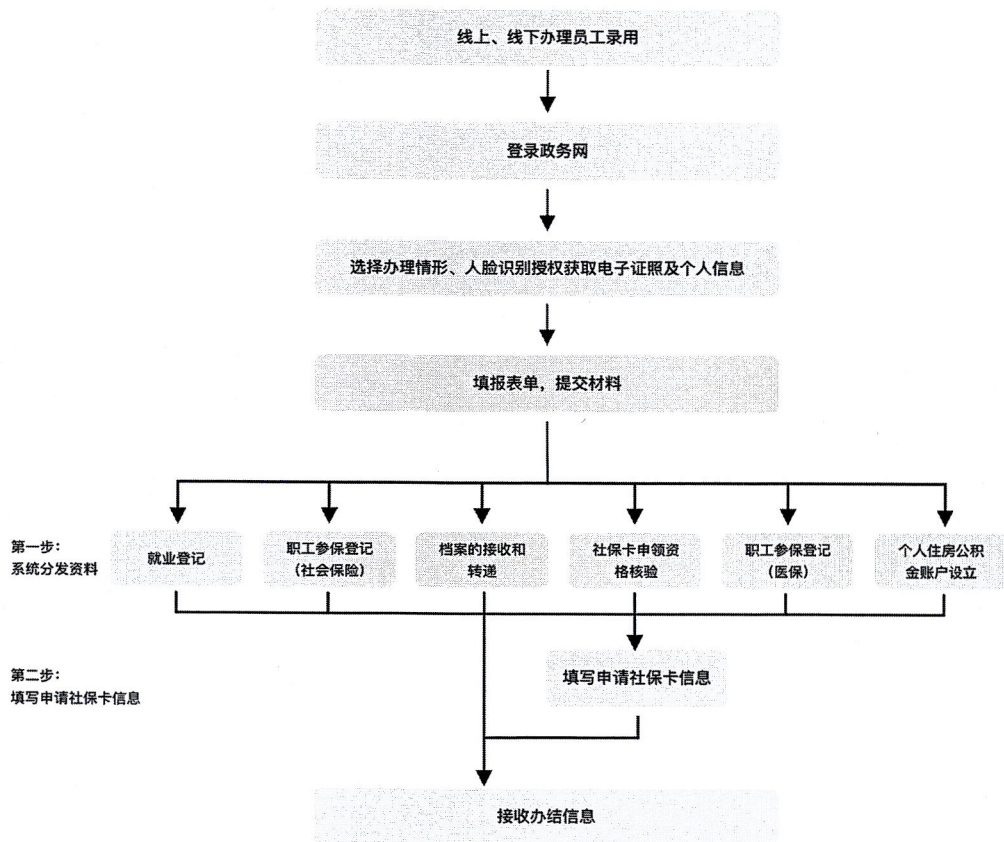 线上、线下办理员工录用
登录政务网
选择办理情形、人脸识别授权获取电子证照及个人信息
填报表单，提交材料
第一步：
系统分发资料
就业登记
职工参保登记
（社会保险）
档案的接收和
转递
社保卡申领资
格核验
职工参保登记
（医保）
个人住房公积
金账户设立
第二步：
填写申请社保卡信息
填写申请社保卡信息
接收办结信息